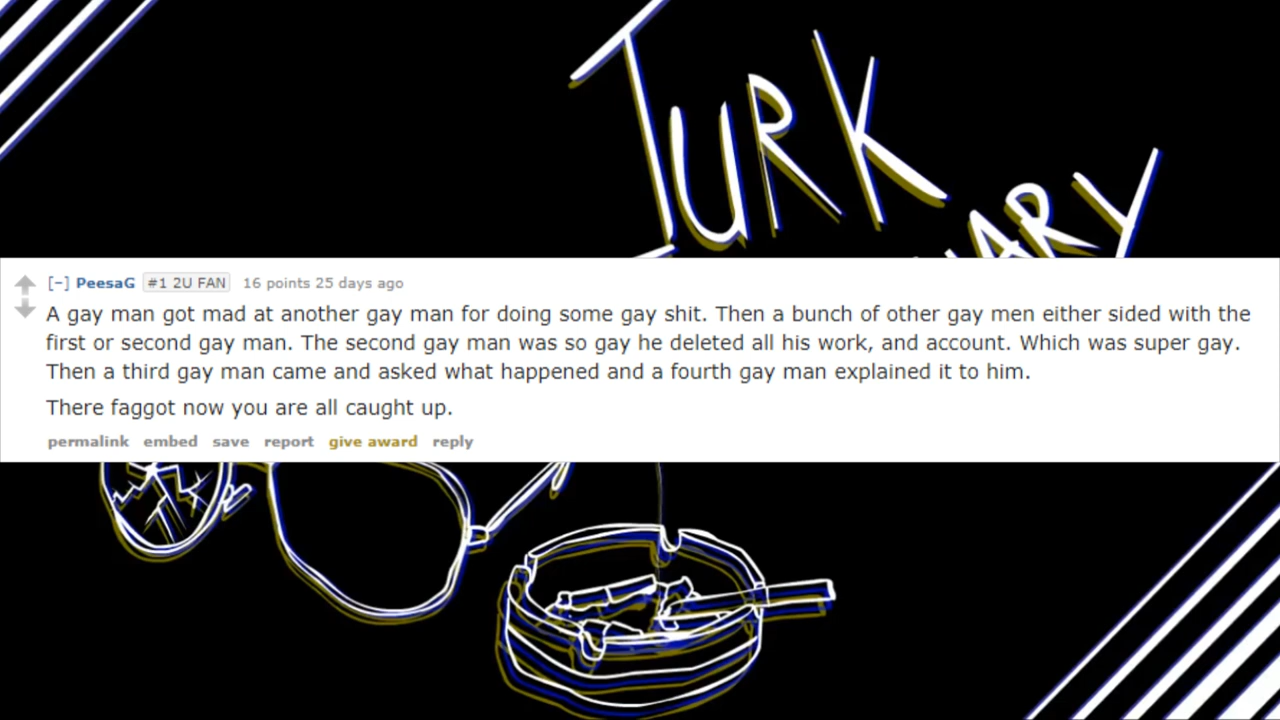 TURK
ARY
[−] PeesaG #1 2U FAN 16 points 25 days ago
A gay man got mad at another gay man for doing some gay shit. Then a bunch of other gay men either sided with the
first or second gay man. The second gay man was so gay he deleted all his work, and account. Which was super gay.
Then a third gay man came and asked what happened and a fourth gay man explained it to him.
There faggot now you are all caught up.
permalink embed save report give award reply